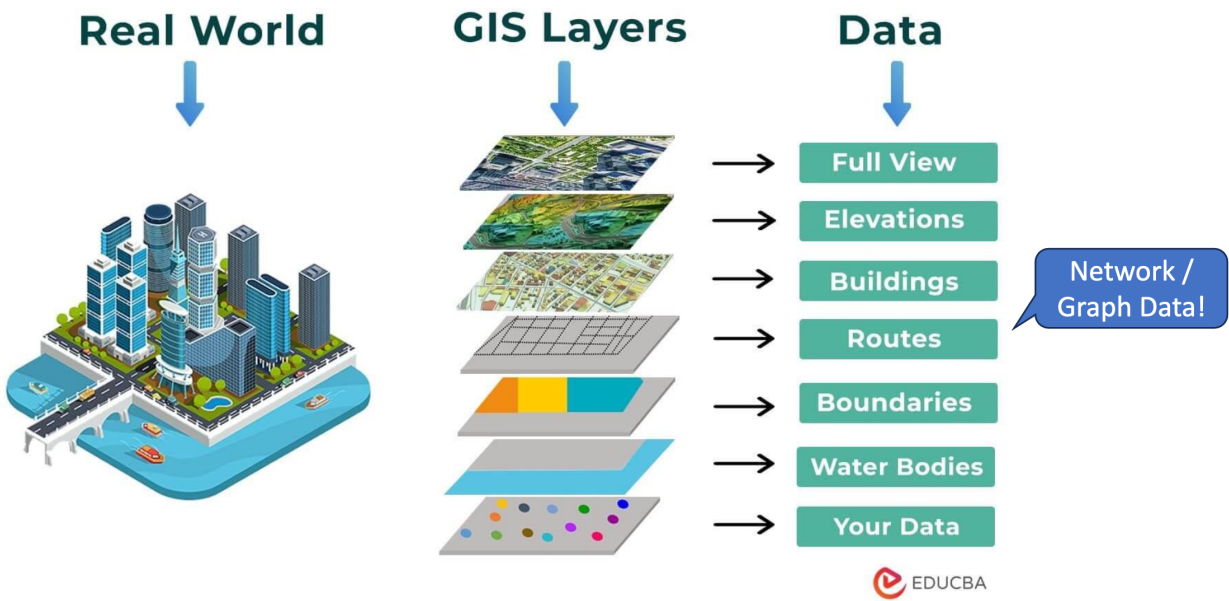 Real World
GIS Layers
Data
Full View
Elevations
Buildings
Network /
Graph Data!
Routes
Boundaries
Water Bodies
Your Data
EDUCBA